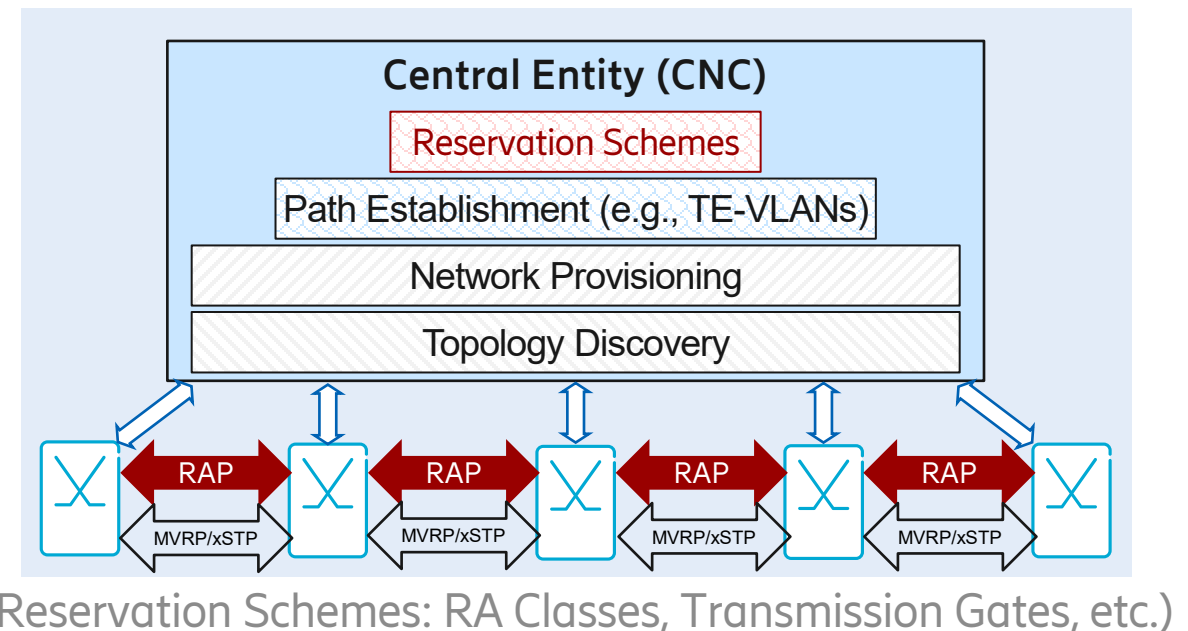 Central Entity (CNC)
Reservation Schemes
Path Establishment (e.g., TE-VLANs)
Network Provisioning
Topology Discovery
RAP RAP RAP RAP
MVRP/xSTP MVRP/xSTP MVRP/xSTP MVRP/xSTP
Reservation Schemes: RA Classes, Transmission Gates, etc.)